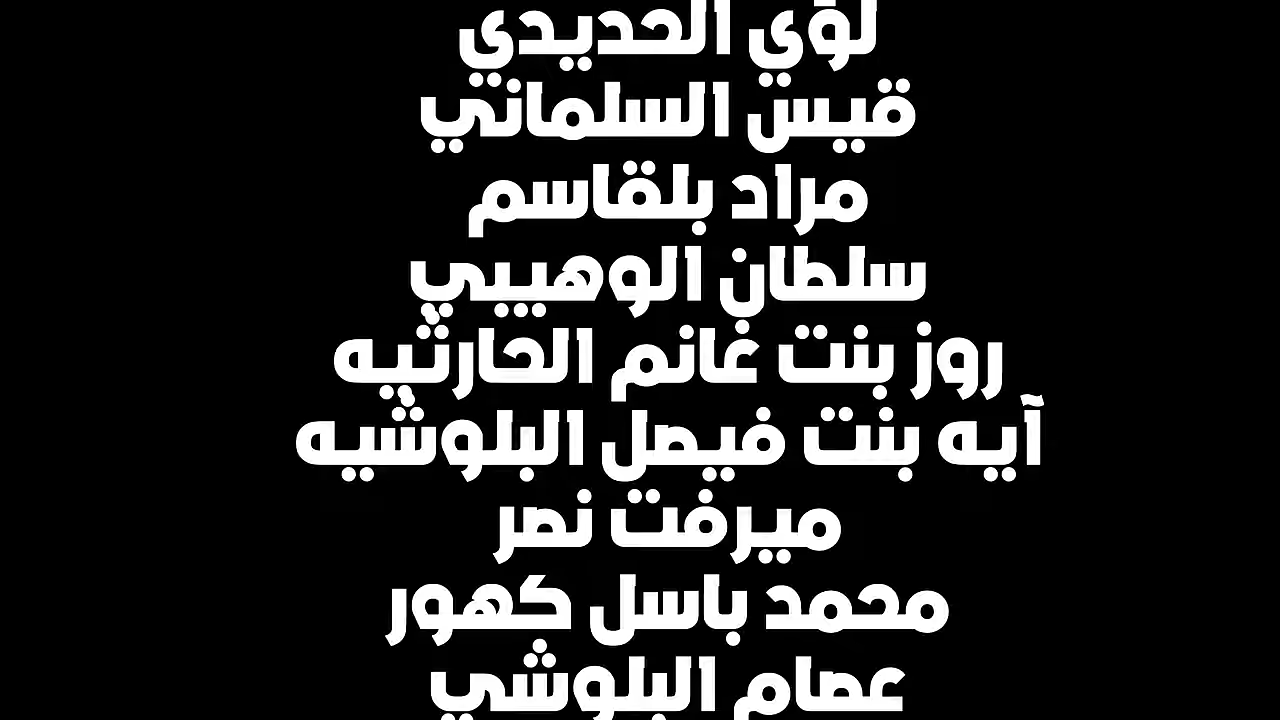 لؤي الحديدي
قيس السلماني
مراد بلقاسم
سلطان الوهيبي
روز بنت غانم الحارثيه
آيه بنت فيصل البلوشيه
ميرفت نصر
محمد باسل كهور
عصام البلوشي